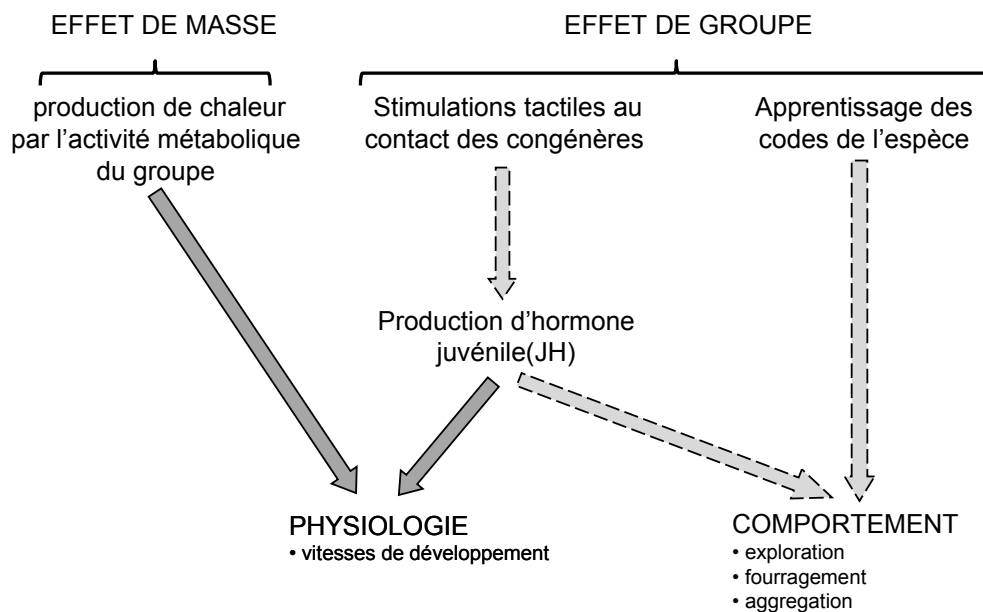 EFFET DE MASSE
EFFET DE GROUPE
production de chaleur
par l'activité métabolique
du groupe
Stimulations tactiles au
contact des congénères
Apprentissage des
codes de l'espèce
Production d'hormone
juvénile(JH)
PHYSIOLOGIE
• vitesses de développement
COMPORTEMENT
• exploration
• fourragement
• aggregation